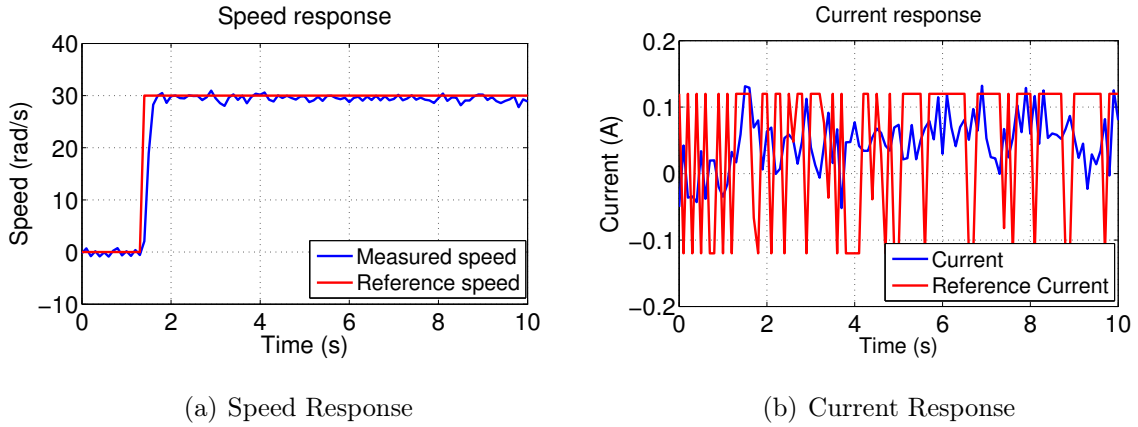 Speed response
40
30
20
10
0
−10
0 2 4 6 8 10
Speed (rad/s)
Time (s)
Measured speed
Reference speed
(a) Speed Response
Current response
0.2
0.1
0
−0.1
−0.2
0 2 4 6 8 10
Current (A)
Time (s)
Current
Reference Current
(b) Current Response